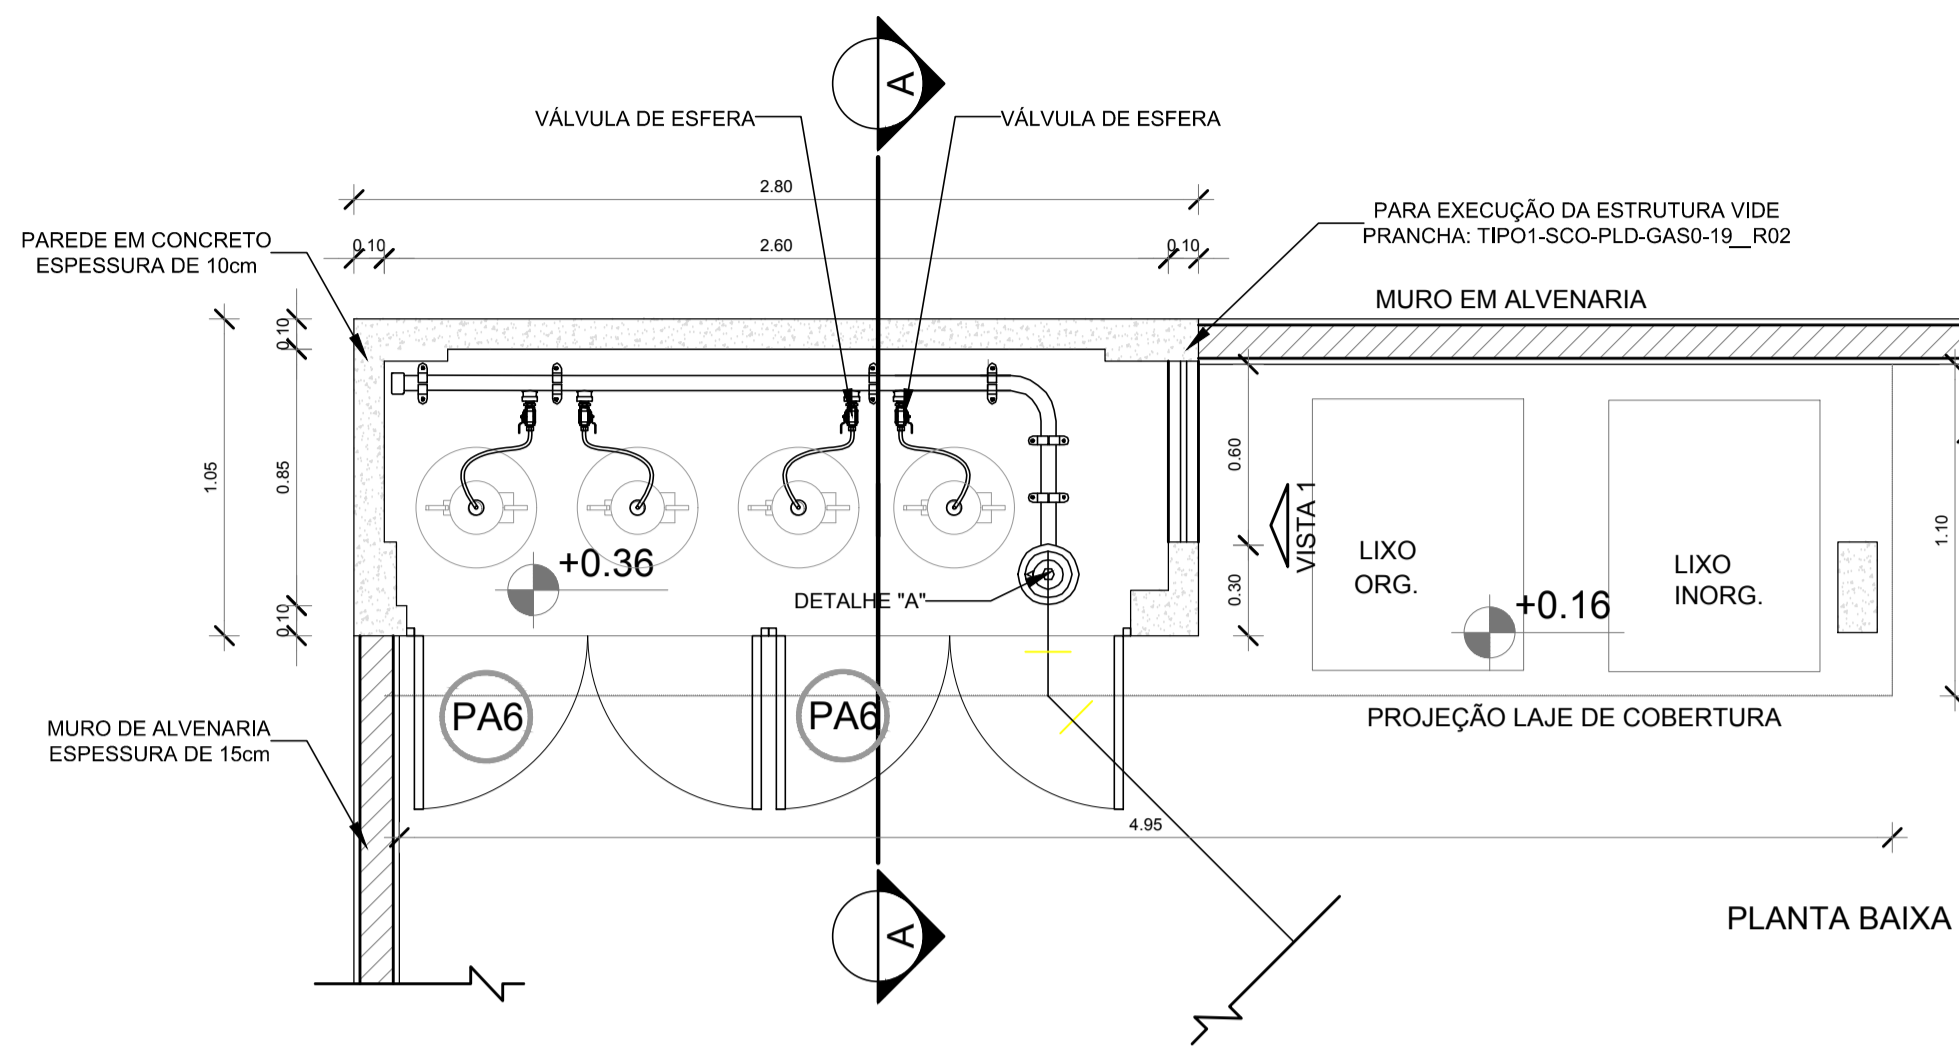 A
VÁLVULA DE ESFERA
VÁLVULA DE ESFERA
2.80
PARA EXECUÇÃO DA ESTRUTURA VIDE
PRANCHA: TIPO1-SCO-PLD-GAS0-19__R02
PAREDE EM CONCRETO
ESPESSURA DE 10cm
0.10
2.60
0.10
MURO EM ALVENARIA
0.10
1.05
0.85
0.10
0.60
0.30
VISTA 1
1.10
+0.36
DETALHE "A"
LIXO
ORG.
LIXO
INORG.
+0.16
PA6
PA6
PROJEÇÃO LAJE DE COBERTURA
MURO DE ALVENARIA
ESPESSURA DE 15cm
4.95
A
PLANTA BAIXA